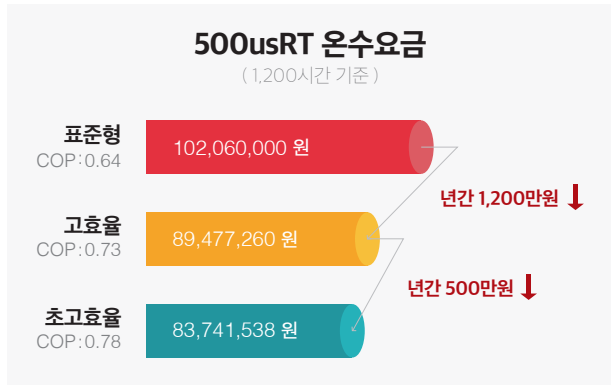 500usRT 온수요금
( 1,200시간 기준 )
표준형
COP:0.64
102,060,000 원
년간 1,200만원
고효율
COP:0.73
89,477,260 원
년간 500만원
초고효율
COP:0.78
83,741,538 원